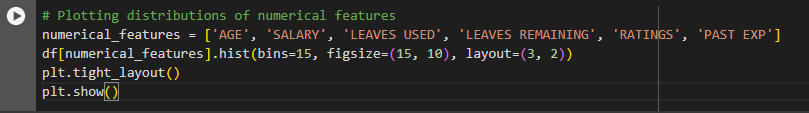 # Plotting distributions of numerical features
numerical_features = ['AGE', 'SALARY', 'LEAVES USED', 'LEAVES REMAINING', 'RATINGS', 'PAST EXP']
df[numerical_features].hist(bins=15, figsize=(15, 10), layout=(3, 2))
plt.tight_layout()
plt.show()